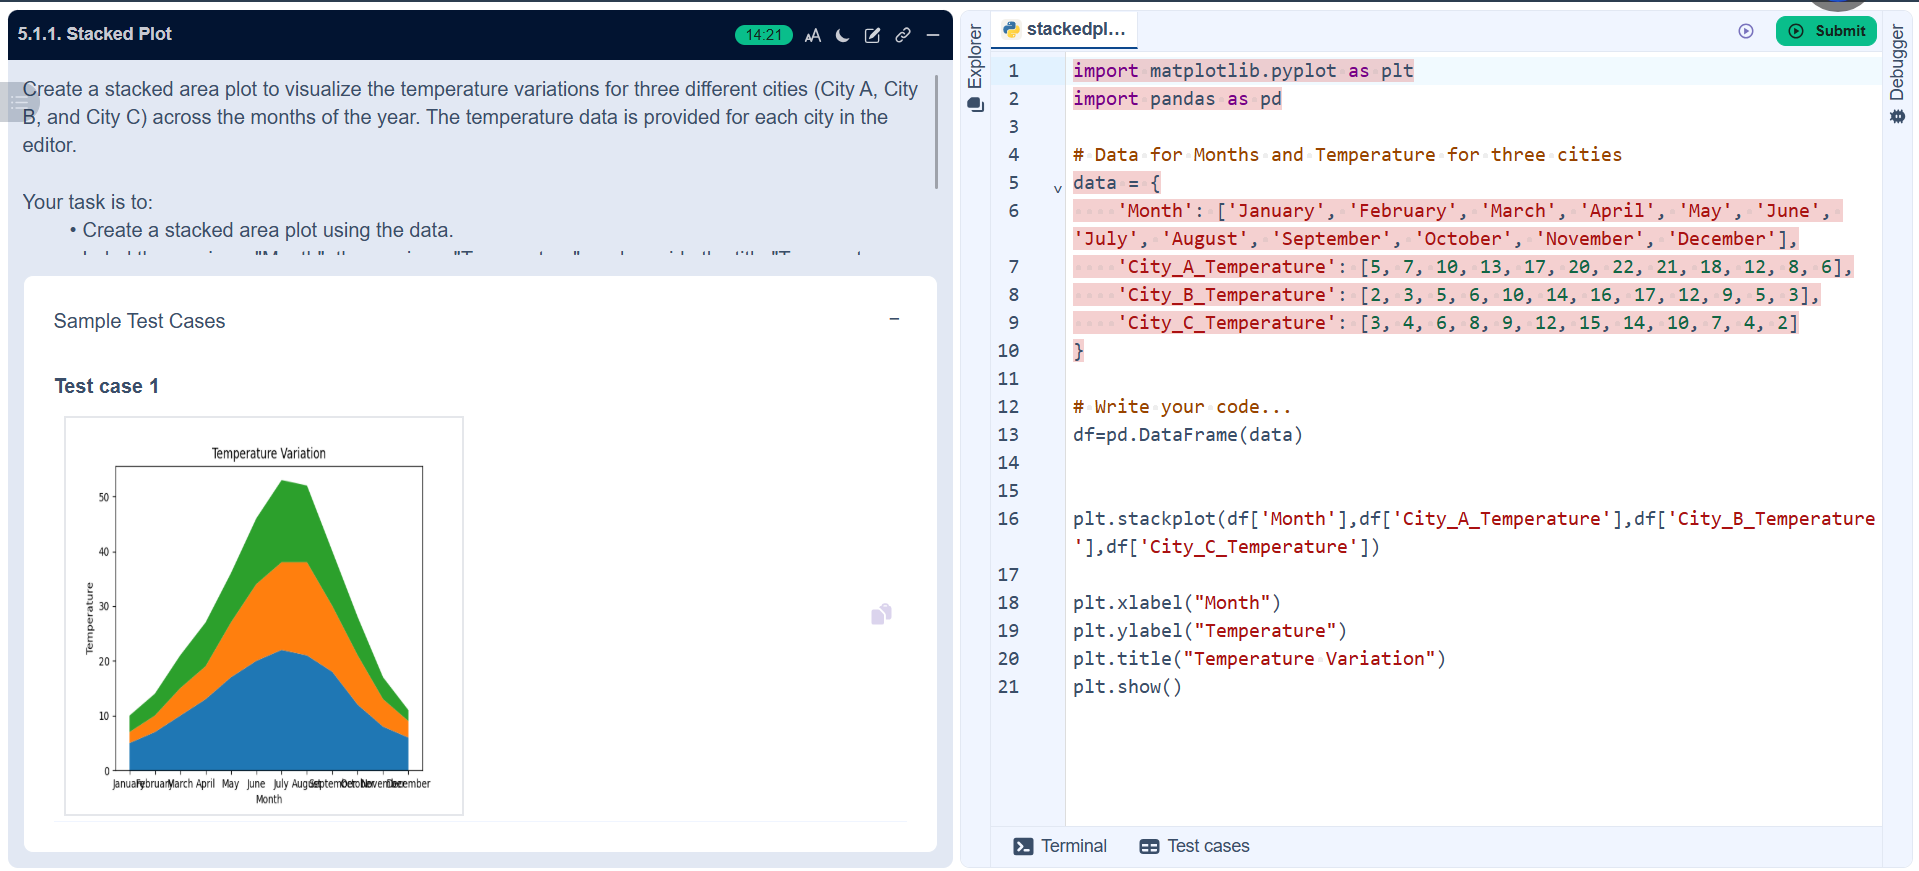 5.1.1. Stacked Plot
14:21
Create a stacked area plot to visualize the temperature variations for three different cities (City A, City
B, and City C) across the months of the year. The temperature data is provided for each city in the
editor.
Your task is to:
• Create a stacked area plot using the data.
Sample Test Cases
Test case 1
Temperature Variation
50
40
30
20
10
0
Temperature
January February March April May June July August September October November December
Month
Explorer
stackedpl...
Submit
Debugger
1 import matplotlib.pyplot as plt
2 import pandas as pd
3
4 # Data for Months and Temperature for three cities
5 data = {
6 'Month': ['January', 'February', 'March', 'April', 'May', 'June',
'July', 'August', 'September', 'October', 'November', 'December'],
7 'City_A_Temperature': [5, 7, 10, 13, 17, 20, 22, 21, 18, 12, 8, 6],
8 'City_B_Temperature': [2, 3, 5, 6, 10, 14, 16, 17, 12, 9, 5, 3],
9 'City_C_Temperature': [3, 4, 6, 8, 9, 12, 15, 14, 10, 7, 4, 2]
10 }
11
12 # Write your code...
13 df=pd.DataFrame(data)
14
15
16 plt.stackplot(df['Month'],df['City_A_Temperature'],df['City_B_Temperature
'],df['City_C_Temperature'])
17
18 plt.xlabel("Month")
19 plt.ylabel("Temperature")
20 plt.title("Temperature Variation")
21 plt.show()
Terminal
Test cases